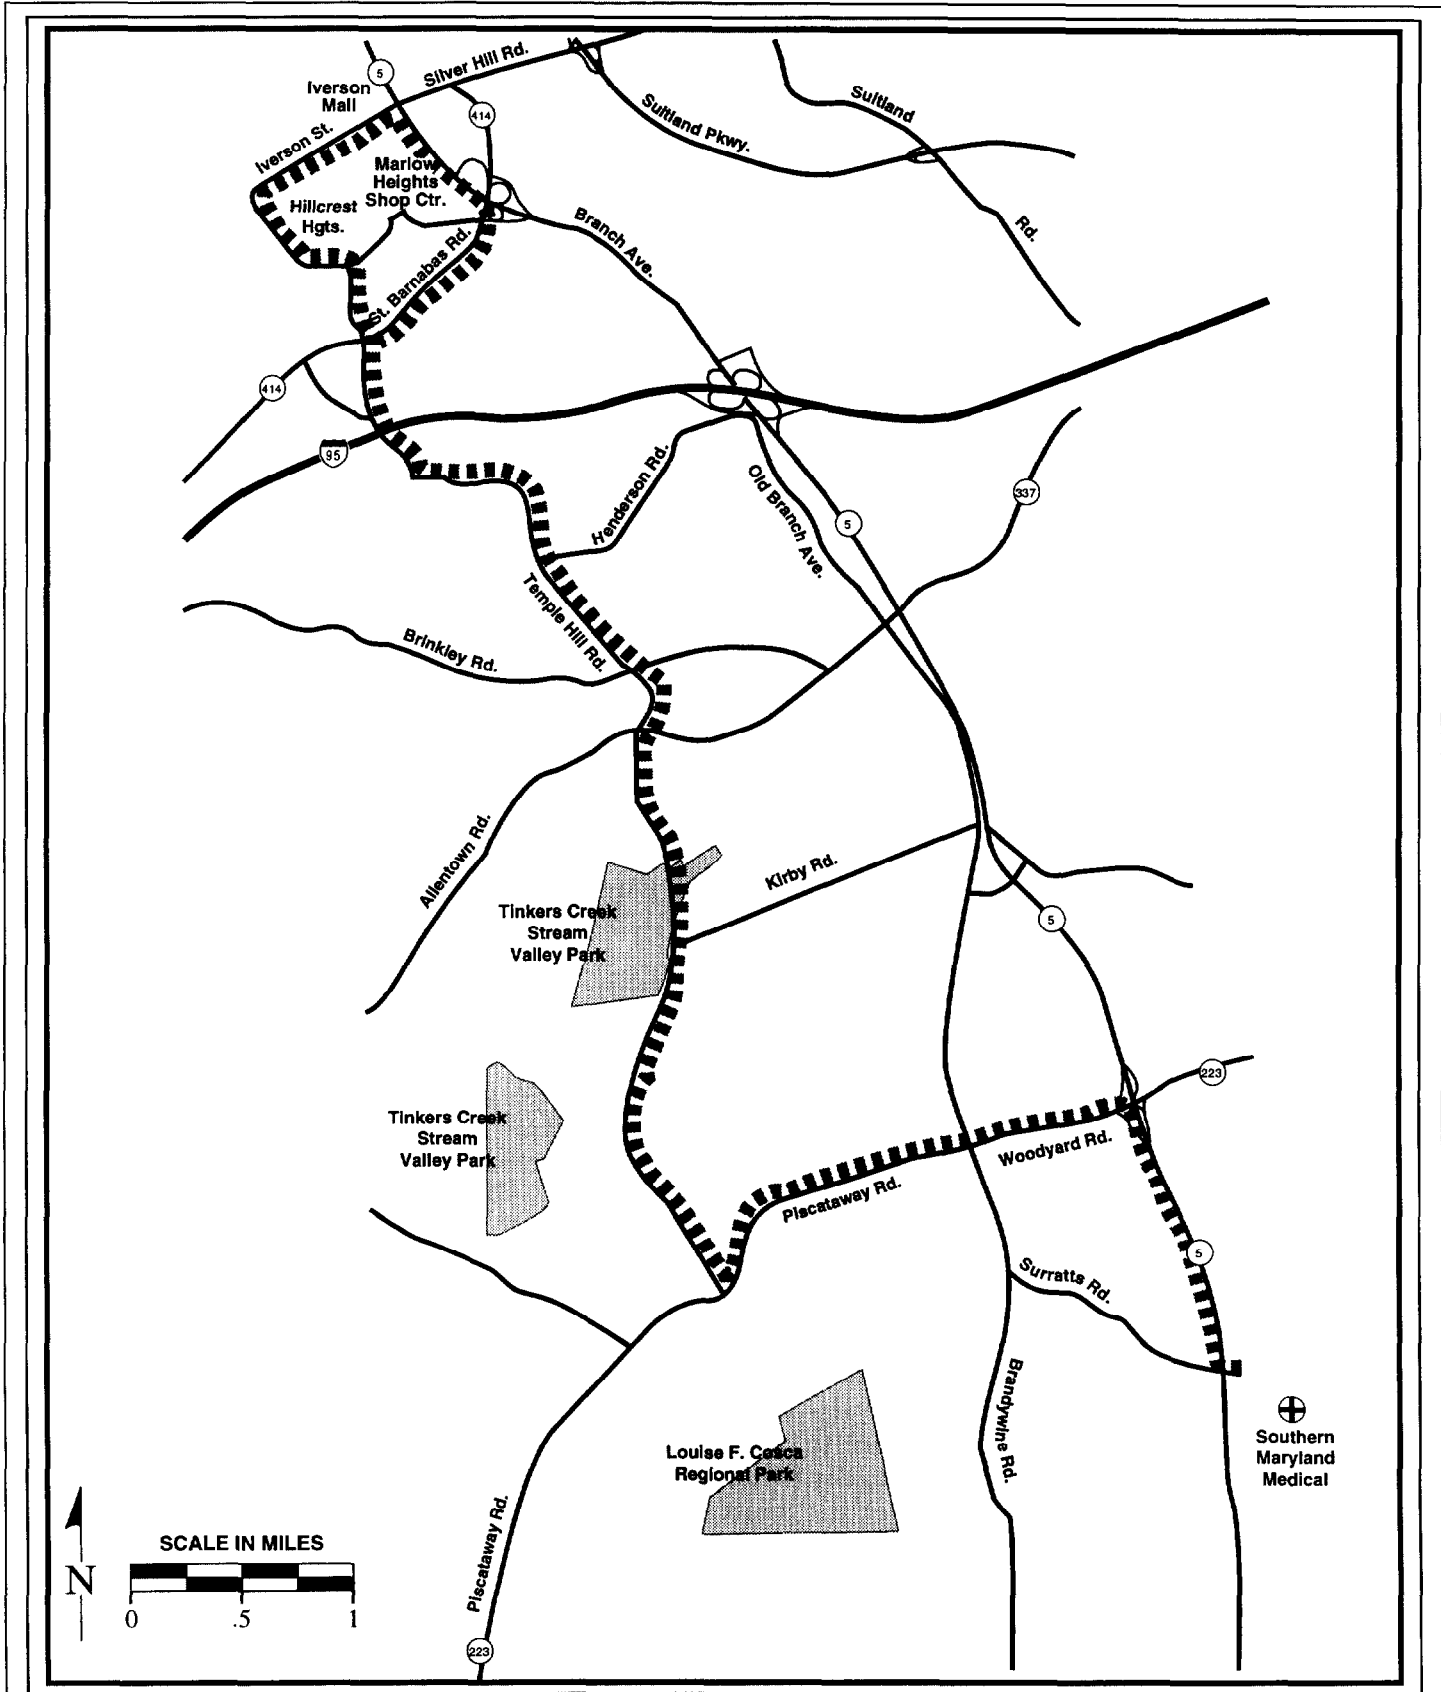 5
Silver Hill Rd.
Iverson
Mall
414
Iverson St.
Suitland Pkwy.
Suitland
Rd.
Marlow
Heights
Shop Ctr.
Hillcrest
Hgts.
Branch Ave.
St. Barnabas Rd.
414
95
Henderson Rd.
Old Branch Ave.
5
337
Temple Hill Rd.
Brinkley Rd.
Allentown Rd.
Kirby Rd.
Tinkers Creek
Stream
Valley Park
5
223
Tinkers Creek
Stream
Valley Park
Woodyard Rd.
Piscataway Rd.
5
Surratts Rd.
Brandywine Rd.
Southern
Maryland
Medical
Louise F. Cosca
Regional Park
Piscataway Rd.
223
N
SCALE IN MILES
0 .5 1